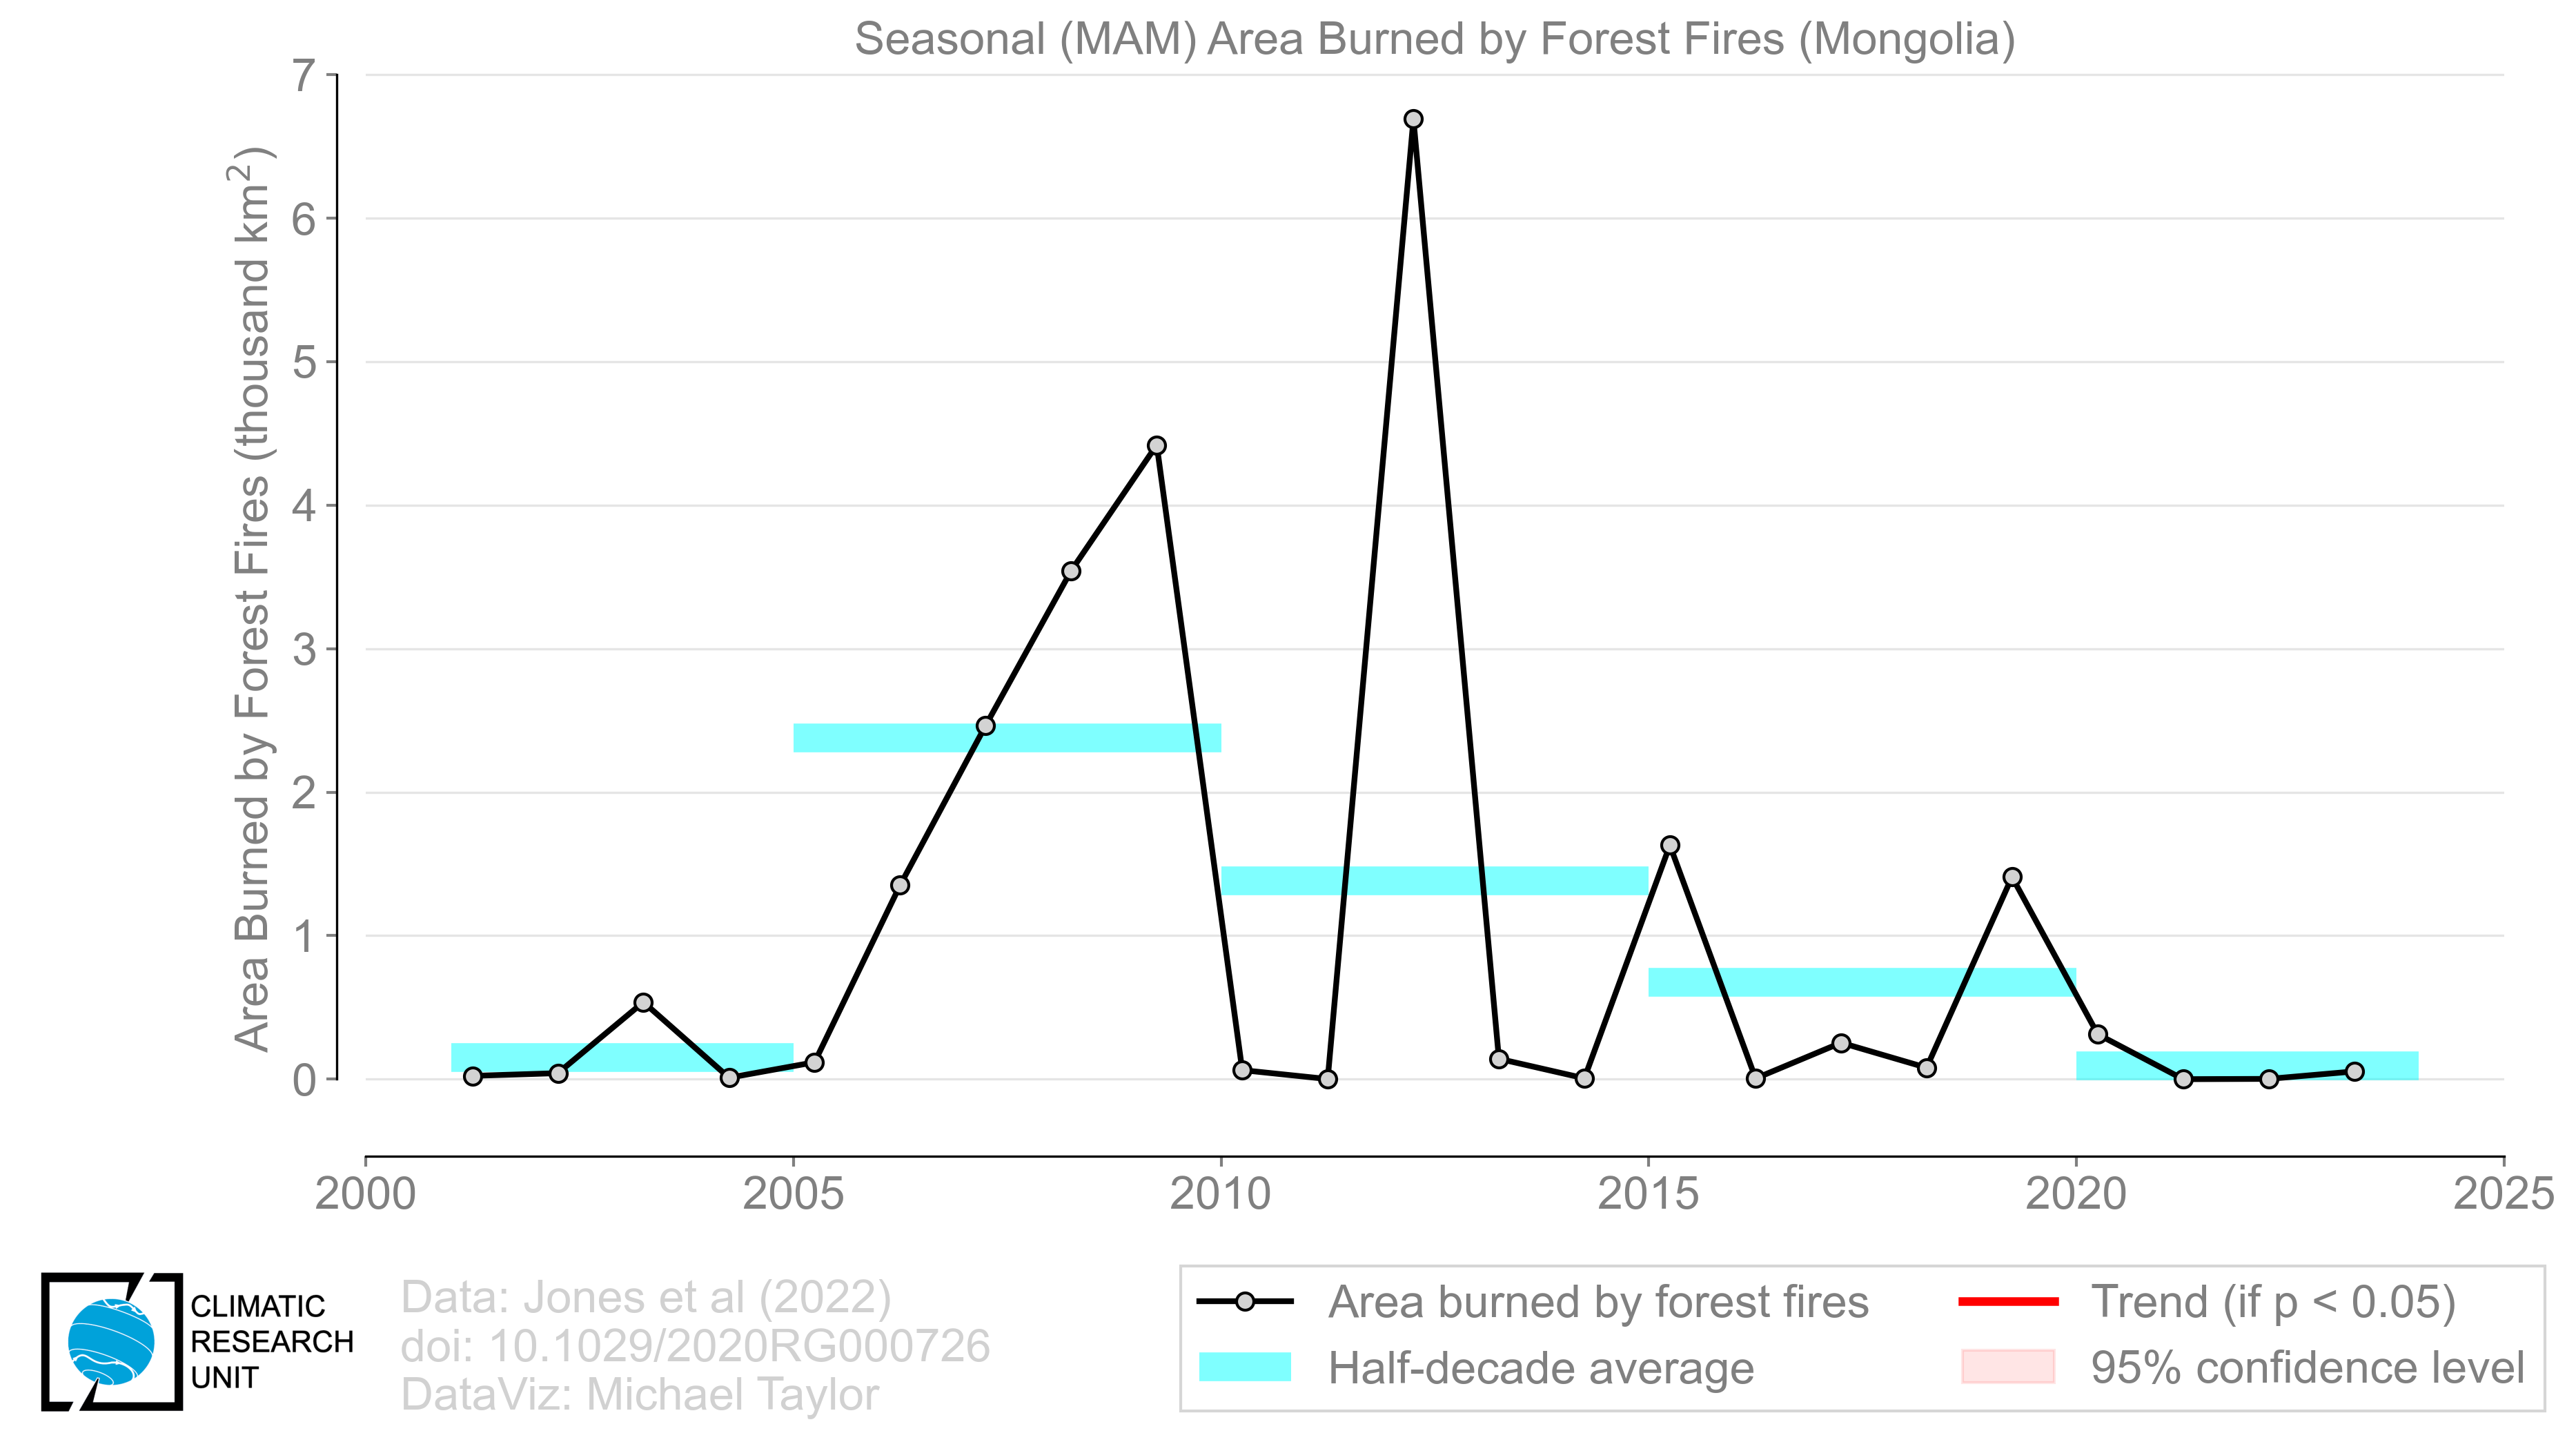 Seasonal (MAM) Area Burned by Forest Fires (Mongolia)
Area Burned by Forest Fires (thousand km²)
7
6
5
4
3
2
1
0
2000
2005
2010
2015
2020
2025
CLIMATIC
RESEARCH
UNIT
Data: Jones et al (2022)
doi: 10.1029/2020RG000726
DataViz: Michael Taylor
Area burned by forest fires
Half-decade average
Trend (if p < 0.05)
95% confidence level